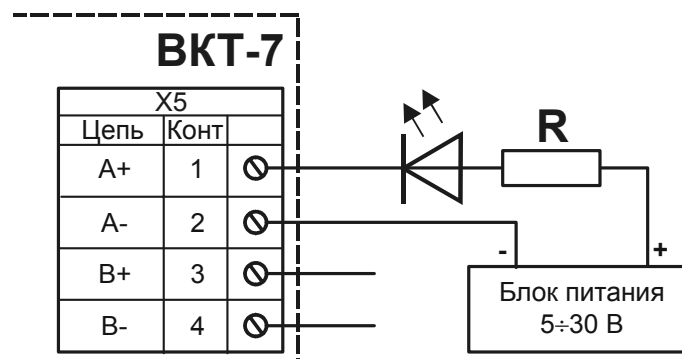 ВКТ-7
X5
Цепь Конт
A+ 1
A- 2
B+ 3
B- 4
R
- +
Блок питания
5÷30 В